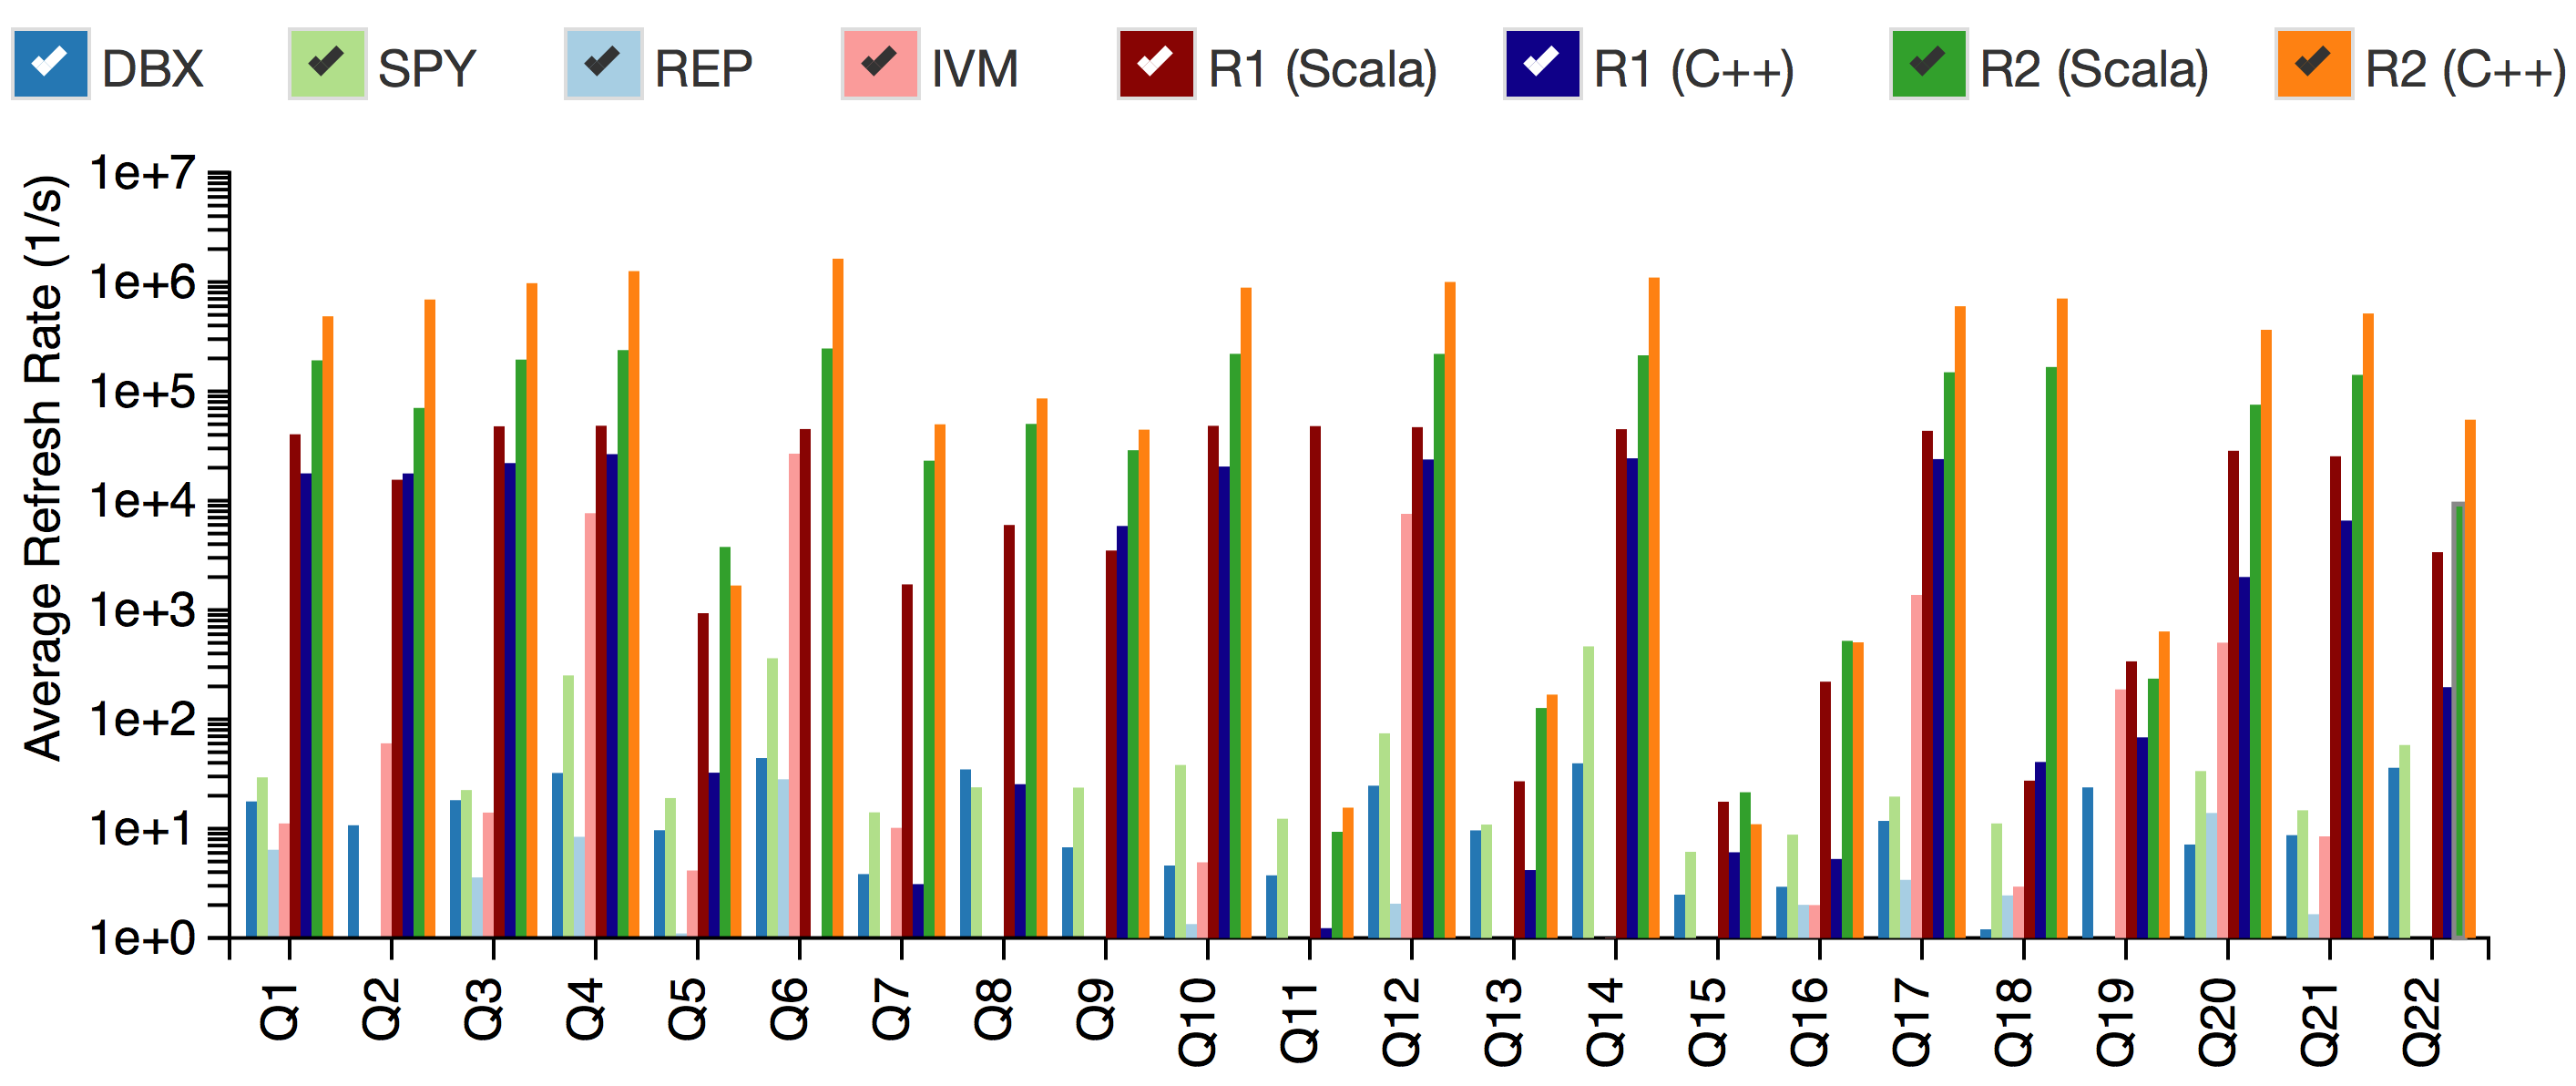 DBX SPY REP IVM R1 (Scala) R1 (C++) R2 (Scala) R2 (C++)
Average Refresh Rate (1/s)
1e+7
1e+6
1e+5
1e+4
1e+3
1e+2
1e+1
1e+0
Q1 Q2 Q3 Q4 Q5 Q6 Q7 Q8 Q9 Q10 Q11 Q12 Q13 Q14 Q15 Q16 Q17 Q18 Q19 Q20 Q21 Q22